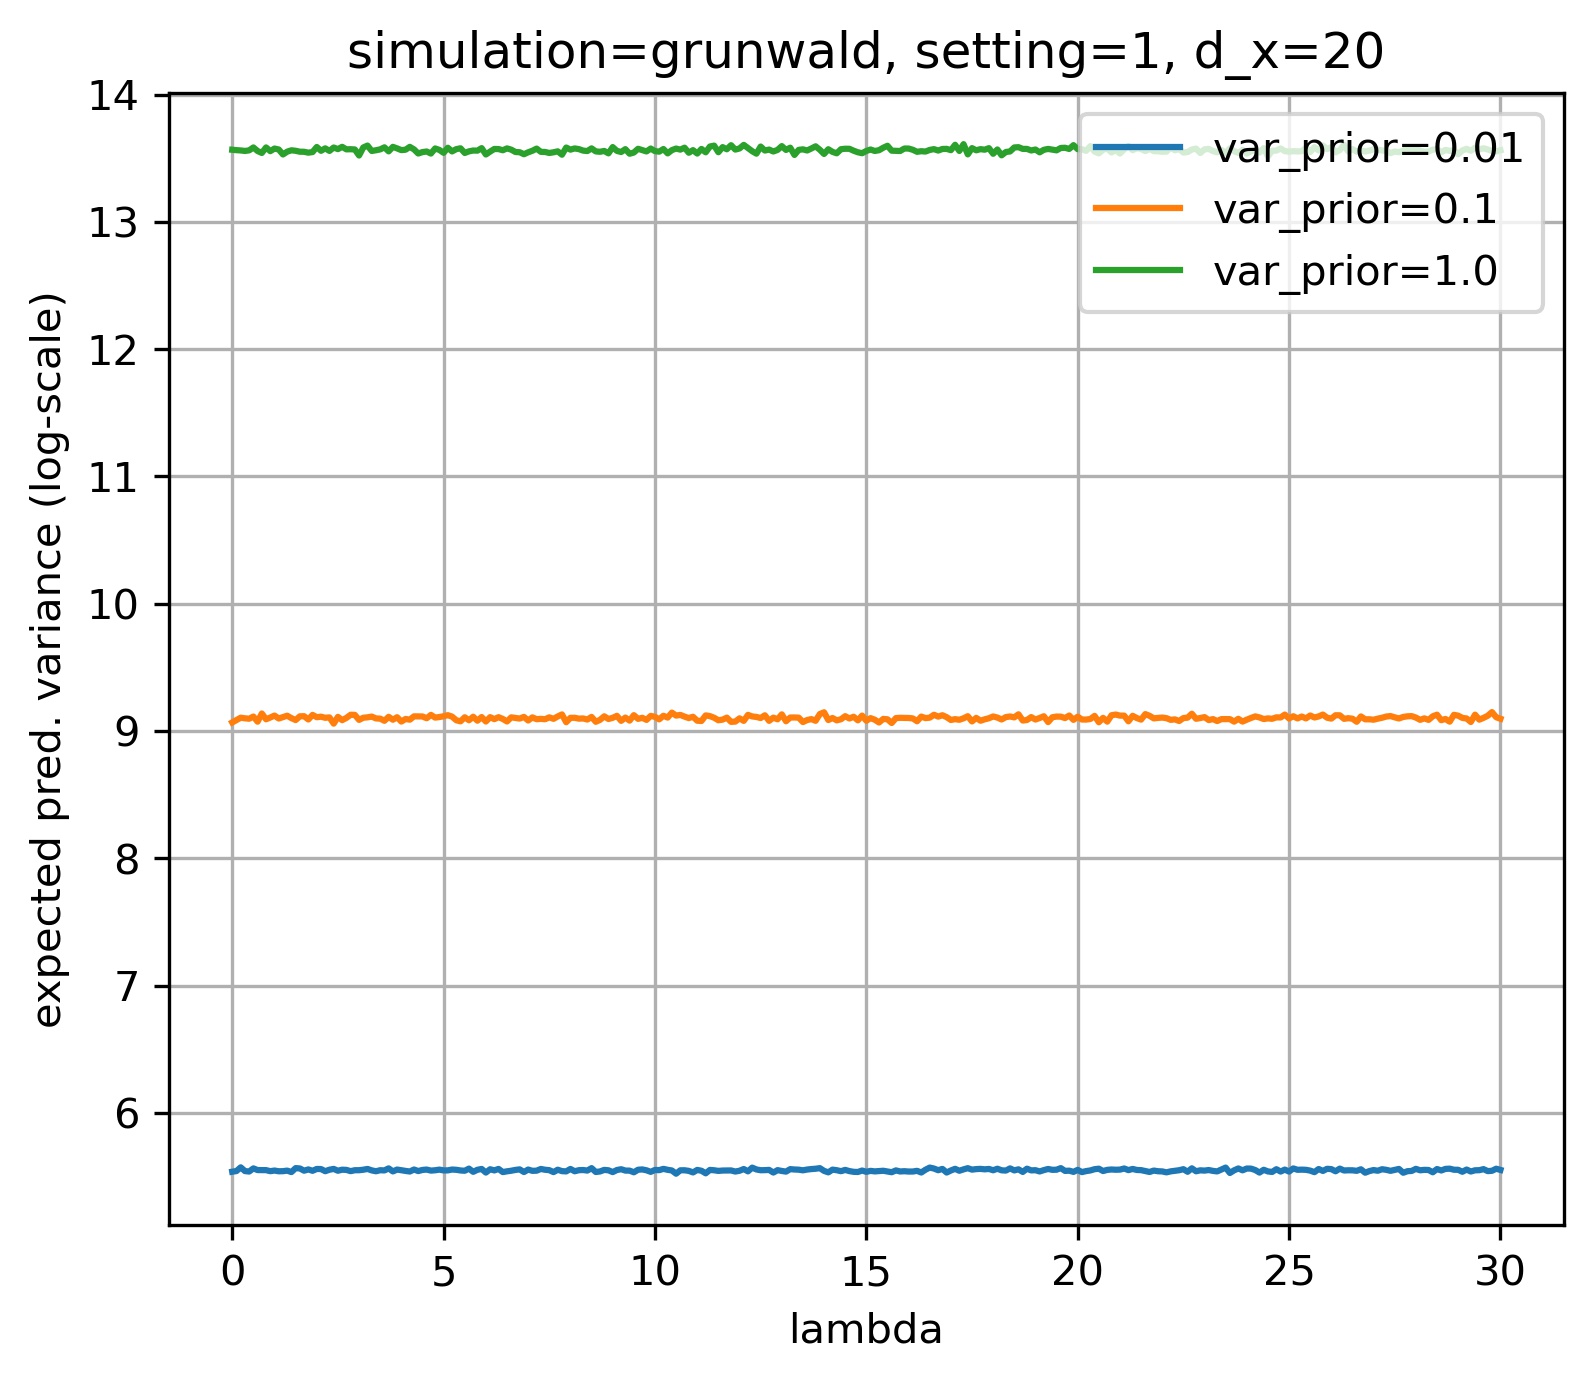 simulation=grunwald, setting=1, d_x=20
14
13
12
11
10
9
8
7
6
expected pred. variance (log-scale)
var_prior=0.01
var_prior=0.1
var_prior=1.0
0 5 10 15 20 25 30
lambda